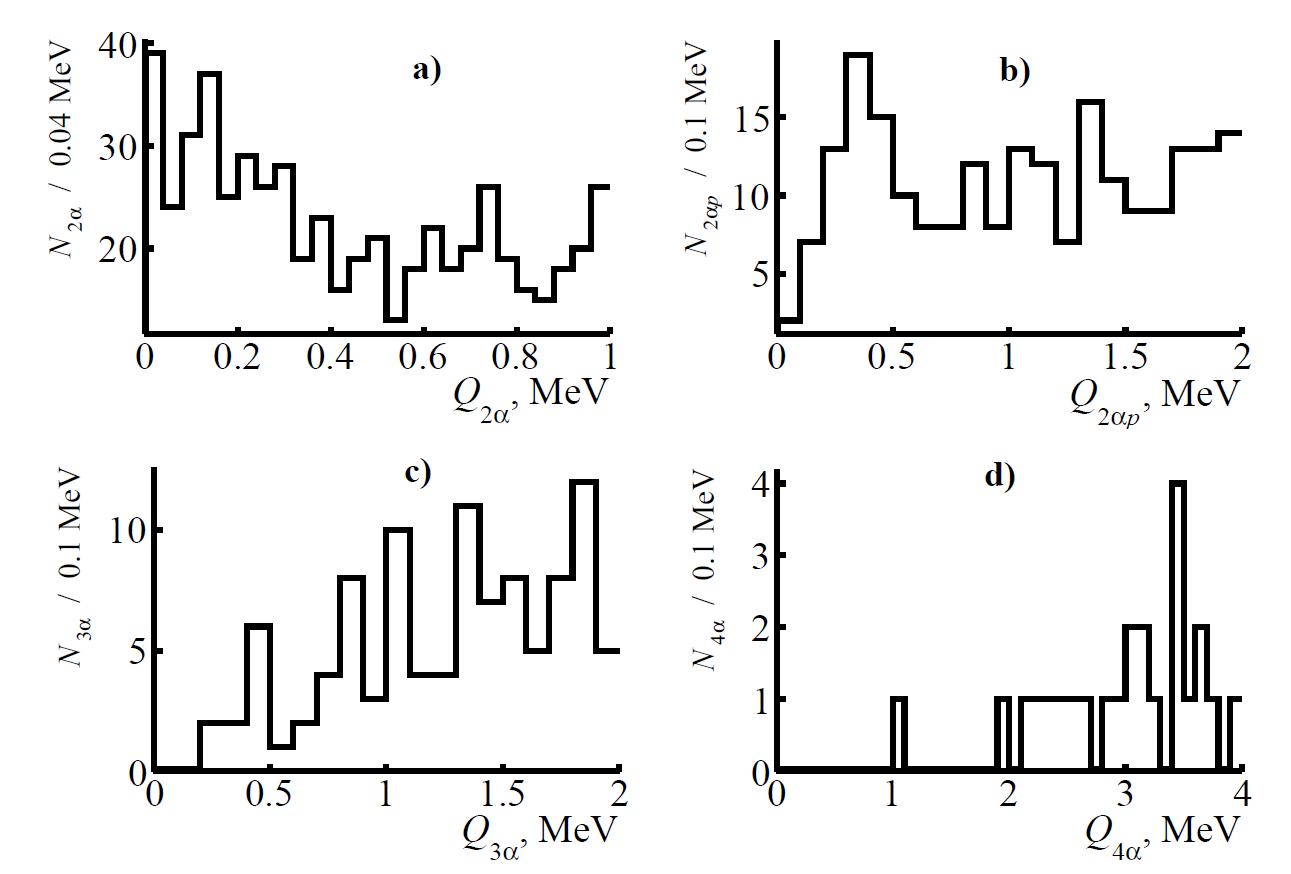 a)
N2α / 0.04 MeV
40
30
20
0 0.2 0.4 0.6 0.8 1
Q2α, MeV
b)
N2αp / 0.1 MeV
15
10
5
0 0.5 1 1.5 2
Q2αp, MeV
c)
N3α / 0.1 MeV
10
5
0
0 0.5 1 1.5 2
Q3α, MeV
d)
N4α / 0.1 MeV
4
3
2
1
0
0 1 2 3 4
Q4α, MeV